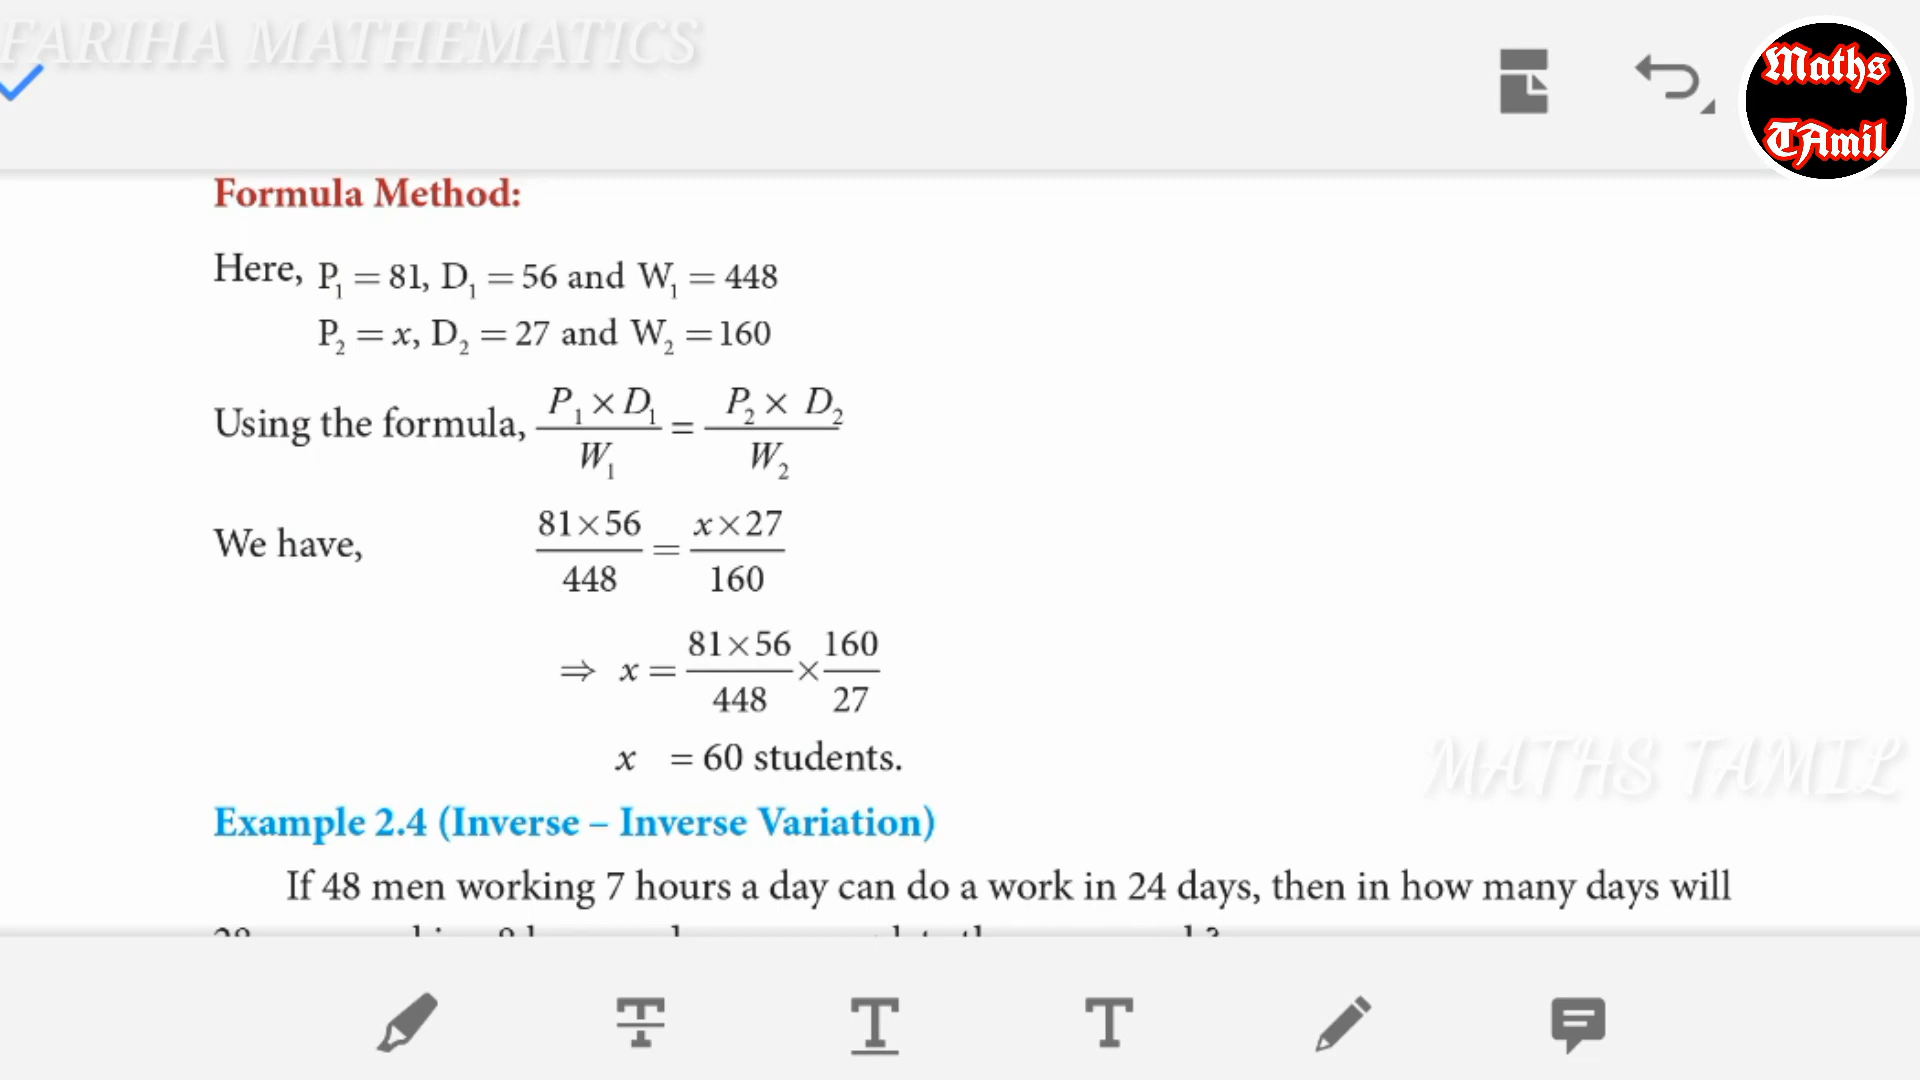 FARIHA MATHEMATICS
Maths
TAmil
Formula Method:
Here, P₁ = 81, D₁ = 56 and W₁ = 448
P₂ = x, D₂ = 27 and W₂ = 160
Using the formula, (P₁ × D₁)/W₁ = (P₂ × D₂)/W₂
We have, (81×56)/448 = (x×27)/160
⇒ x = (81×56)/448 × 160/27
x = 60 students.
MATHS TAMIL
Example 2.4 (Inverse – Inverse Variation)
If 48 men working 7 hours a day can do a work in 24 days, then in how many days will